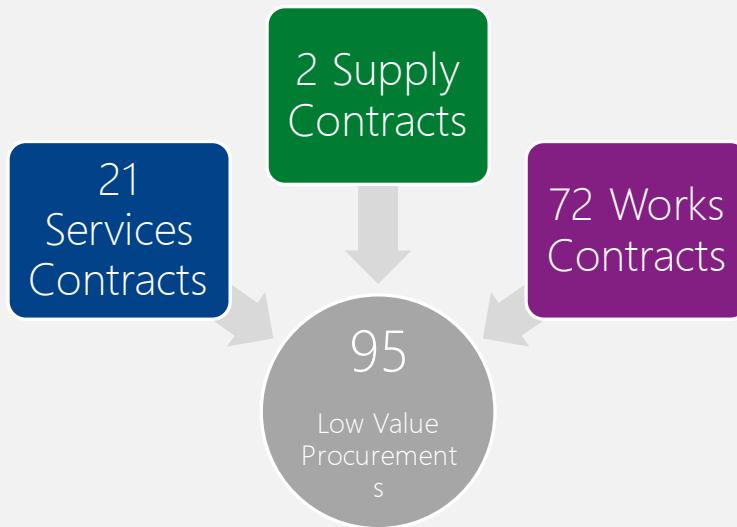 2 Supply
Contracts
21
Services
Contracts
72 Works
Contracts
95
Low Value
Procurement
s